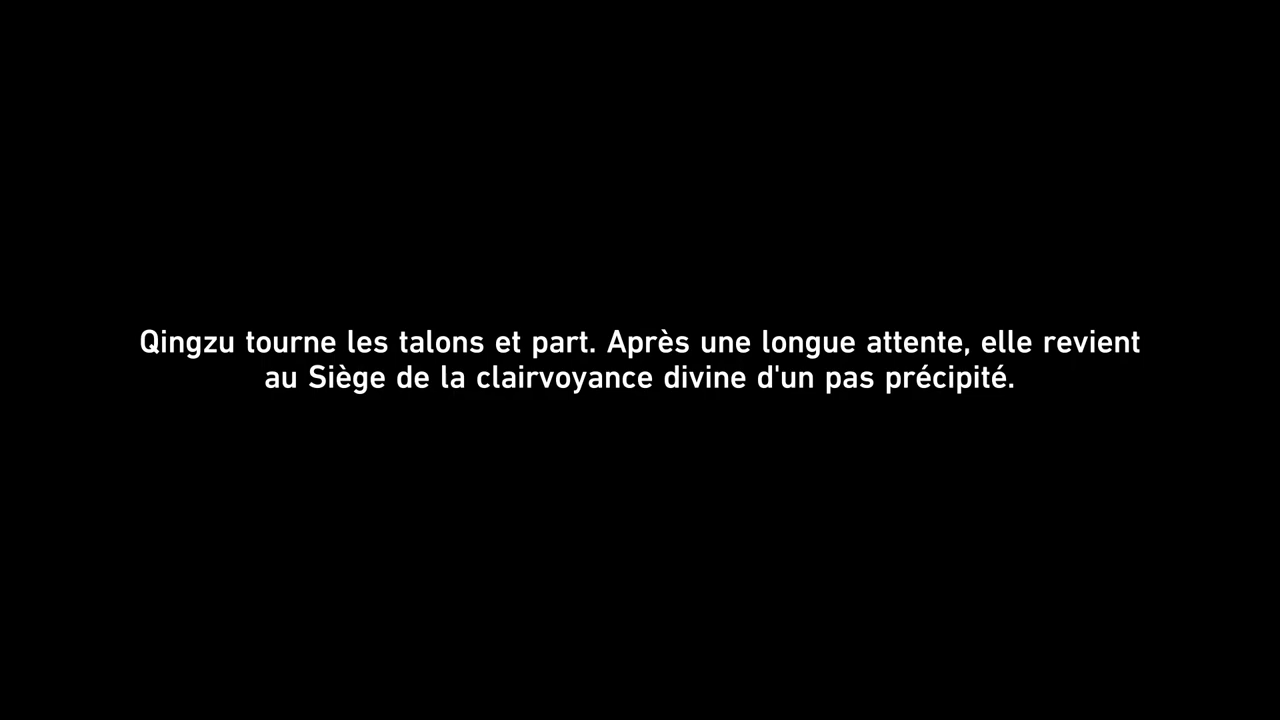 Qingzu tourne les talons et part. Après une longue attente, elle revient
au Siège de la clairvoyance divine d'un pas précipité.